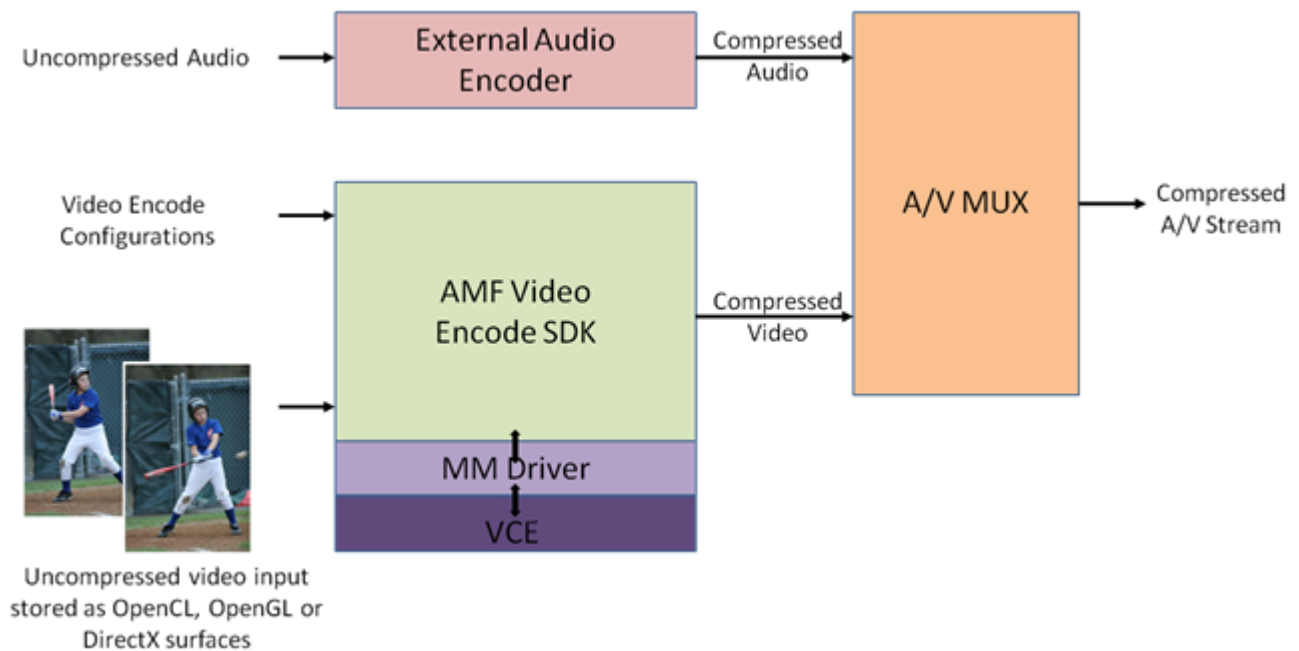 Uncompressed Audio
External Audio
Encoder
Compressed
Audio
Video Encode
Configurations
AMF Video
Encode SDK
Compressed
Video
A/V MUX
Compressed
A/V Stream
MM Driver
VCE
Uncompressed video input
stored as OpenCL, OpenGL or
DirectX surfaces